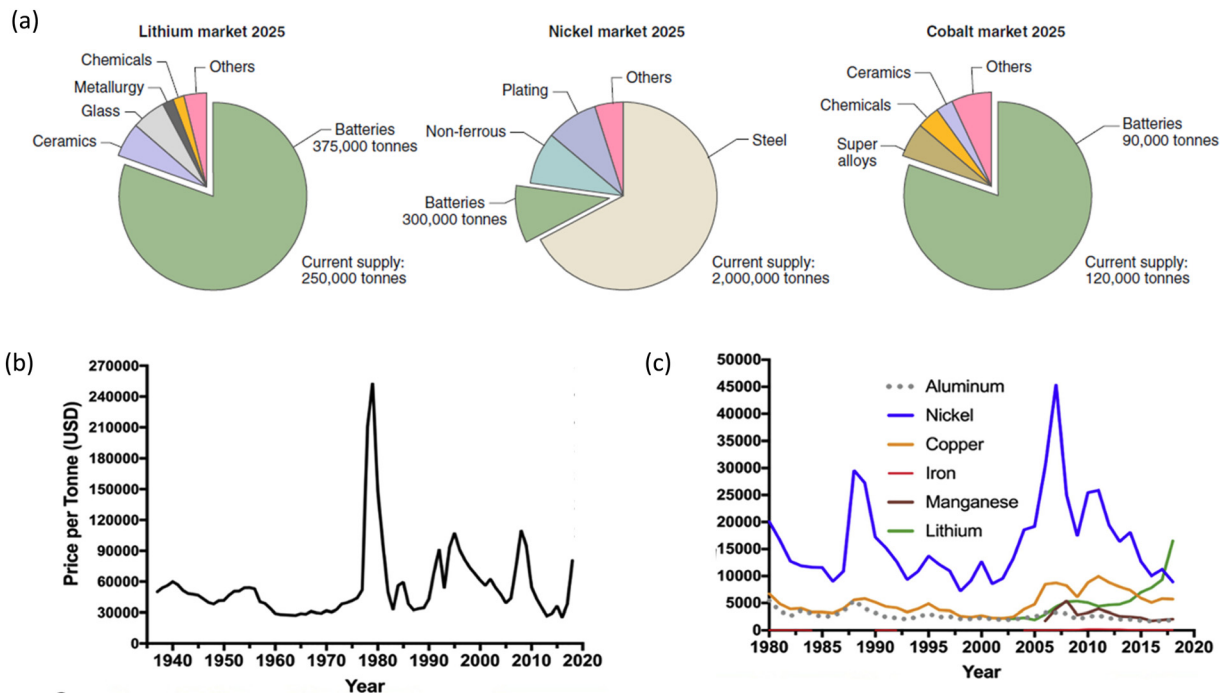 (a)
Lithium market 2025
Chemicals
Others
Metallurgy
Glass
Ceramics
Batteries
375,000 tonnes
Current supply:
250,000 tonnes
Nickel market 2025
Others
Plating
Non-ferrous
Steel
Batteries
300,000 tonnes
Current supply:
2,000,000 tonnes
Cobalt market 2025
Ceramics
Others
Chemicals
Super
alloys
Batteries
90,000 tonnes
Current supply:
120,000 tonnes
(b)
Price per Tonne (USD)
270000
240000
210000
180000
150000
120000
90000
60000
30000
0
1940 1950 1960 1970 1980 1990 2000 2010 2020
Year
(c)
50000
45000
40000
35000
30000
25000
20000
15000
10000
5000
0
Aluminum
Nickel
Copper
Iron
Manganese
Lithium
1980 1985 1990 1995 2000 2005 2010 2015 2020
Year